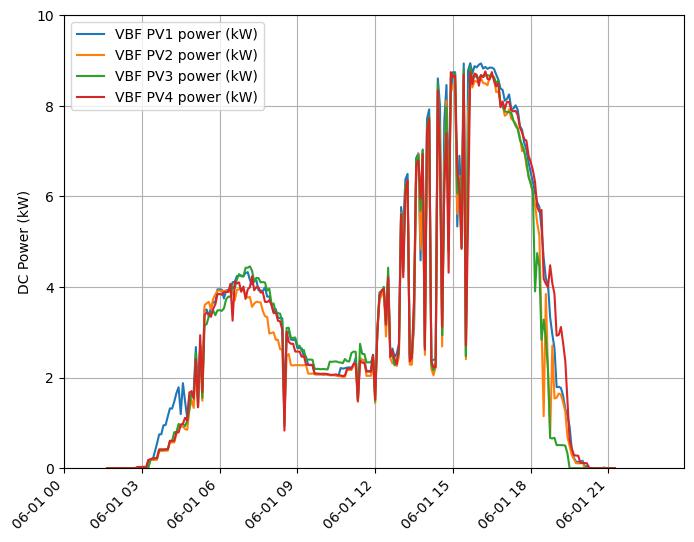 10
8
6
4
2
0
DC Power (kW)
VBF PV1 power (kW)
VBF PV2 power (kW)
VBF PV3 power (kW)
VBF PV4 power (kW)
06-01 00
06-01 03
06-01 06
06-01 09
06-01 12
06-01 15
06-01 18
06-01 21